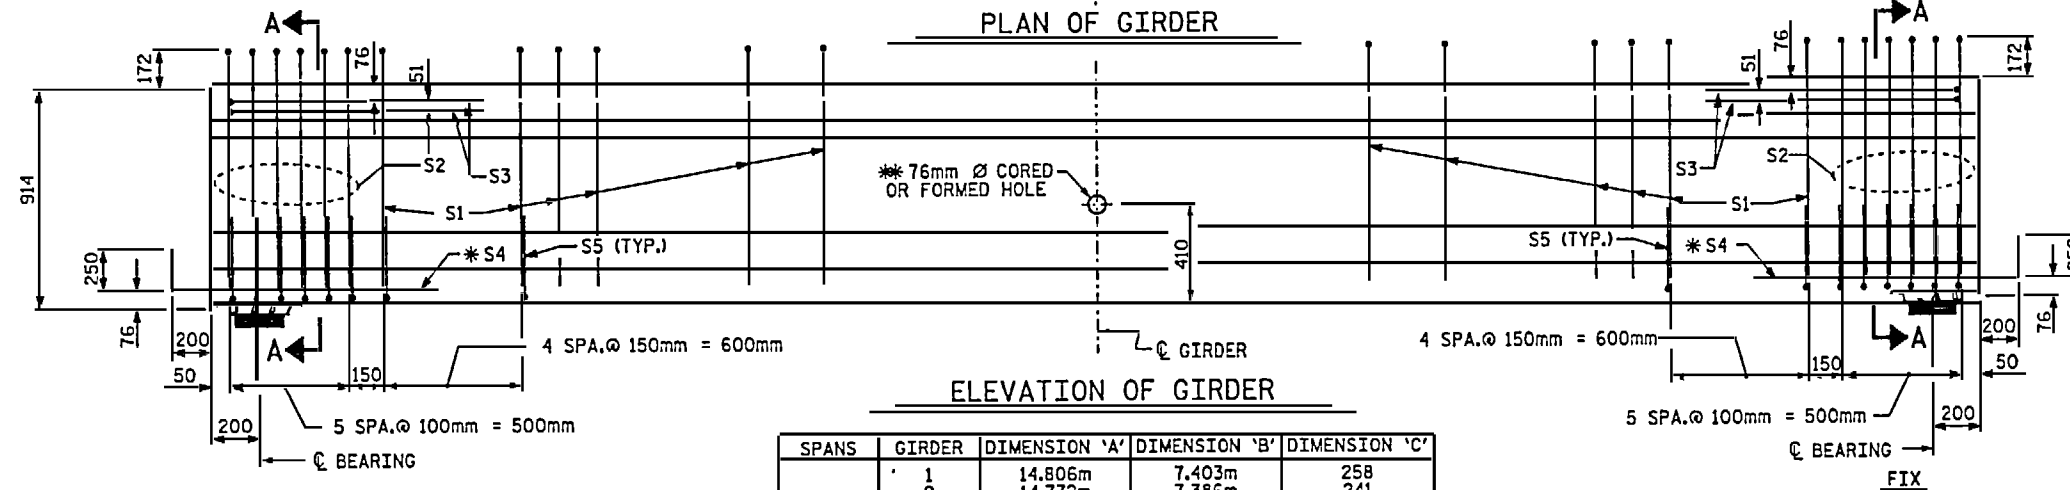 PLAN OF GIRDER
A
A
172
76
51
51
76
172
914
S2
S3
S1
** 76mm Ø CORED
OR FORMED HOLE
S3
S2
S1
250
* S4
S5 (TYP.)
410
S5 (TYP.)
* S4
76
200
A
50
150
4 SPA.@ 150mm = 600mm
℄ GIRDER
4 SPA.@ 150mm = 600mm
150
A
200
76
50
ELEVATION OF GIRDER
200
5 SPA.@ 100mm = 500mm
℄ BEARING
5 SPA.@ 100mm = 500mm
200
℄ BEARING
FIX
SPANS GIRDER DIMENSION 'A' DIMENSION 'B' DIMENSION 'C'
1 14.806m 7.403m 258